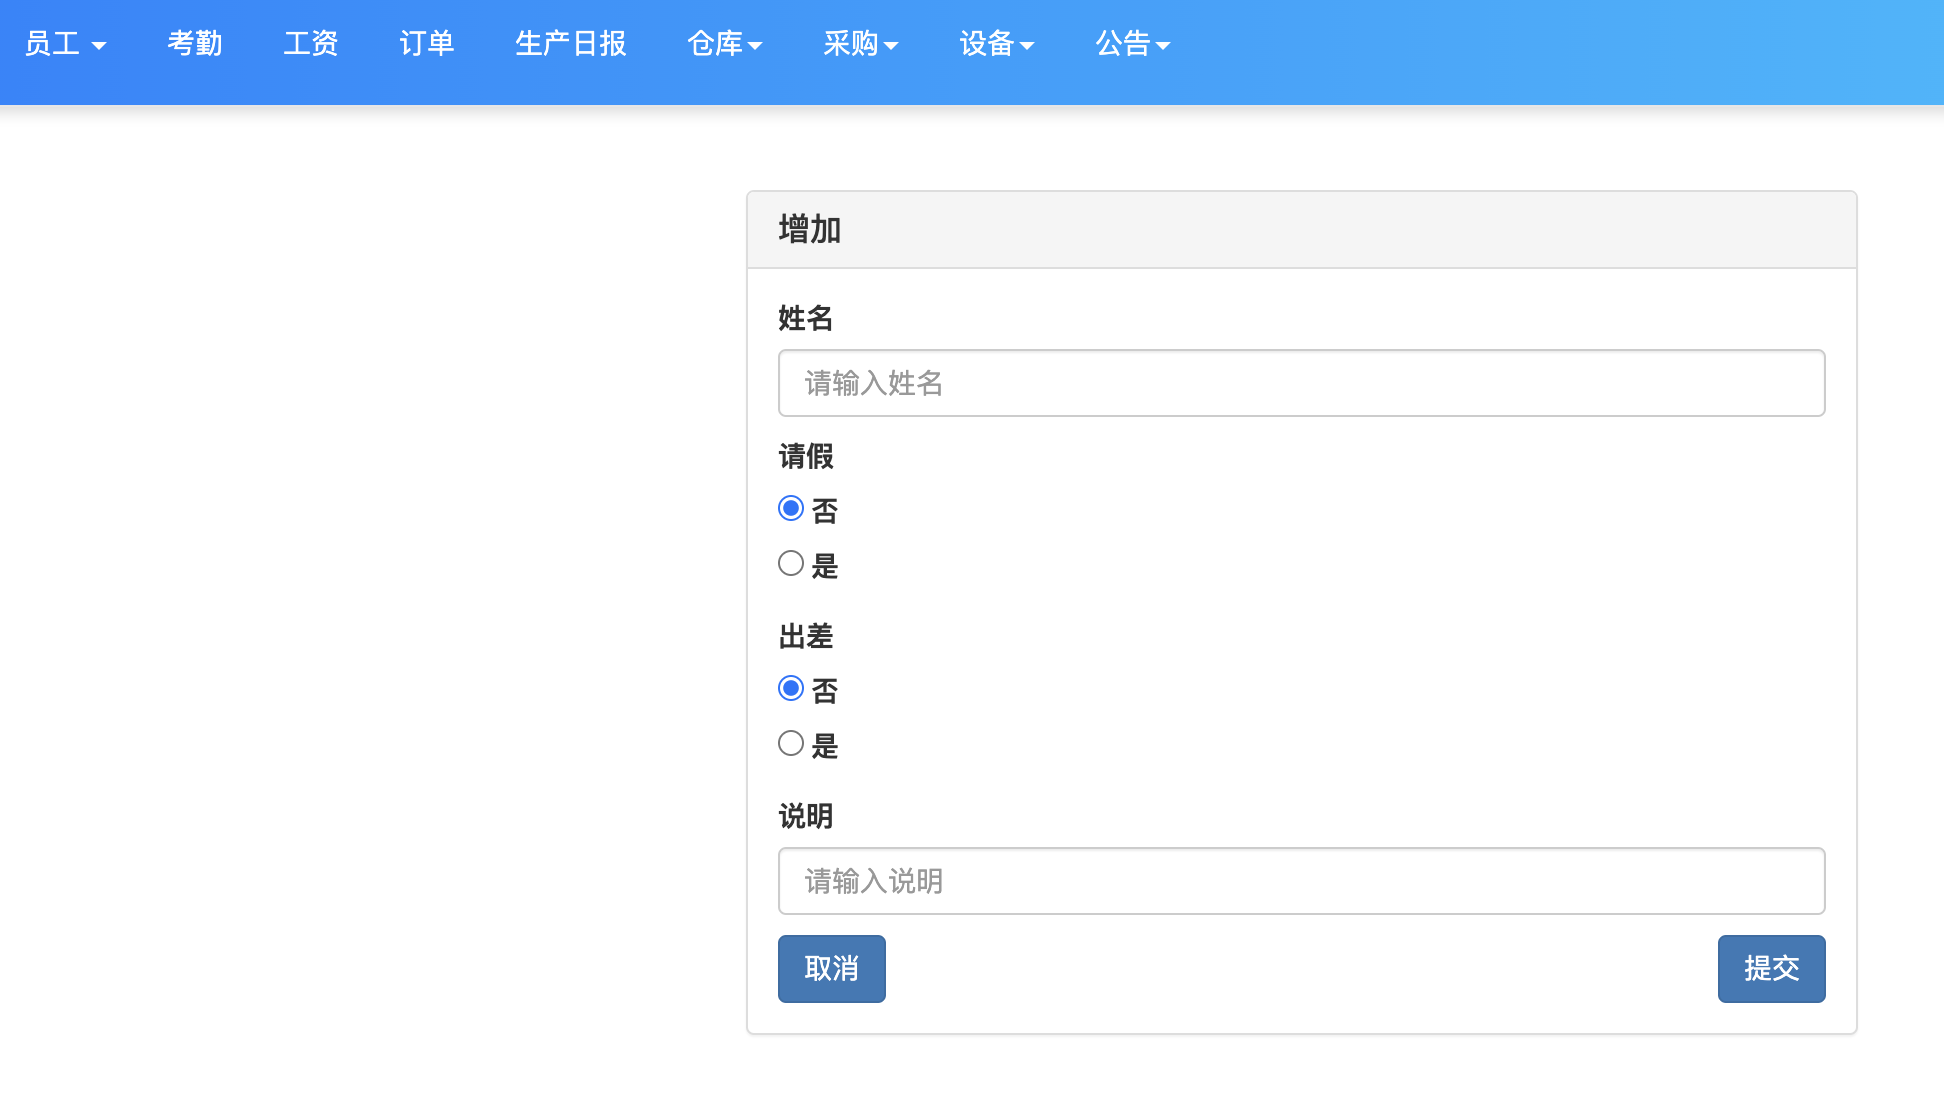 员工 考勤 工资 订单 生产日报 仓库 采购 设备 公告
增加
姓名
请输入姓名
请假
否
是
出差
否
是
说明
请输入说明
取消 提交